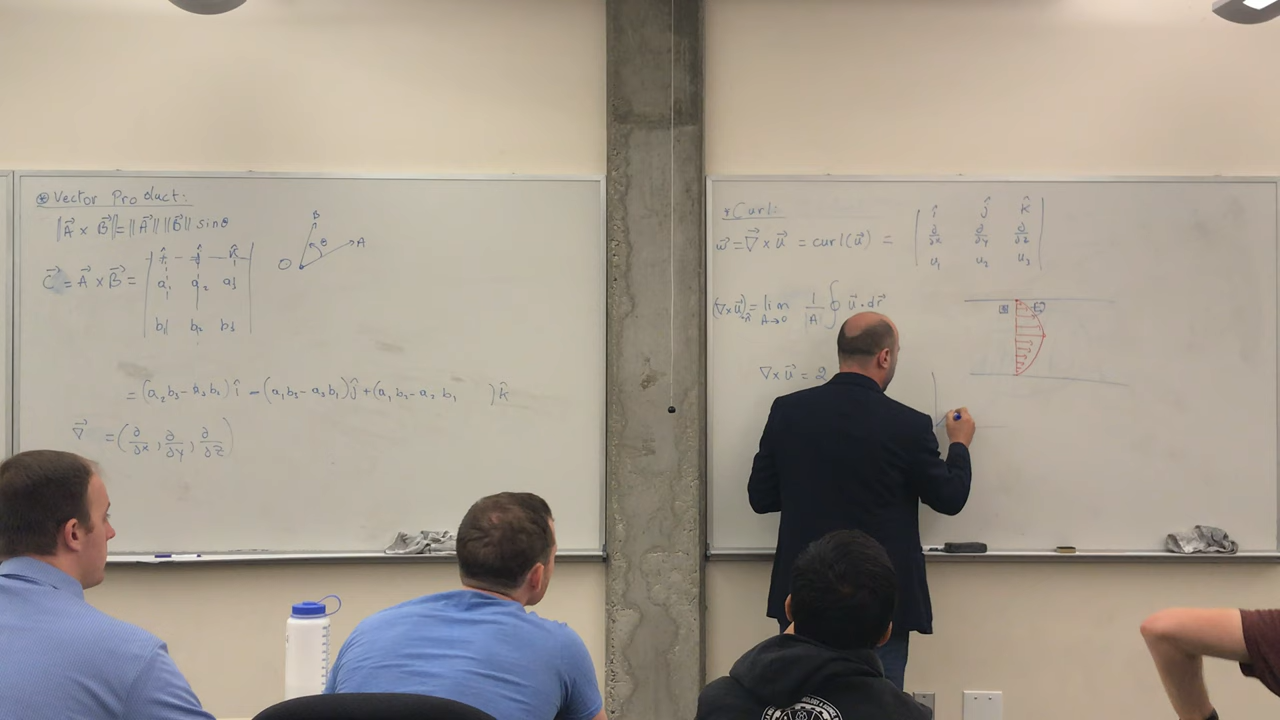 ⊛ Vector Product:
‖A⃗ × B⃗‖ = ‖A⃗‖ ‖B⃗‖ sinθ
B
θ
A
O
C⃗ = A⃗ × B⃗ = | î ĵ k̂ |
a₁ a₂ a₃
b₁ b₂ b₃
= (a₂b₃ - a₃b₂) î - (a₁b₃ - a₃b₁) ĵ + (a₁b₂ - a₂b₁ ) k̂
∇⃗ = (∂/∂x, ∂/∂y, ∂/∂z)
*Curl:
ω⃗ = ∇⃗ × u⃗ = curl(u⃗) = | î ĵ k̂ |
∂/∂x ∂/∂y ∂/∂z
u₁ u₂ u₃
(∇×u⃗)·n̂ = lim A→0 1/|A| ∮ u⃗·dr⃗
∇×u⃗ = 2